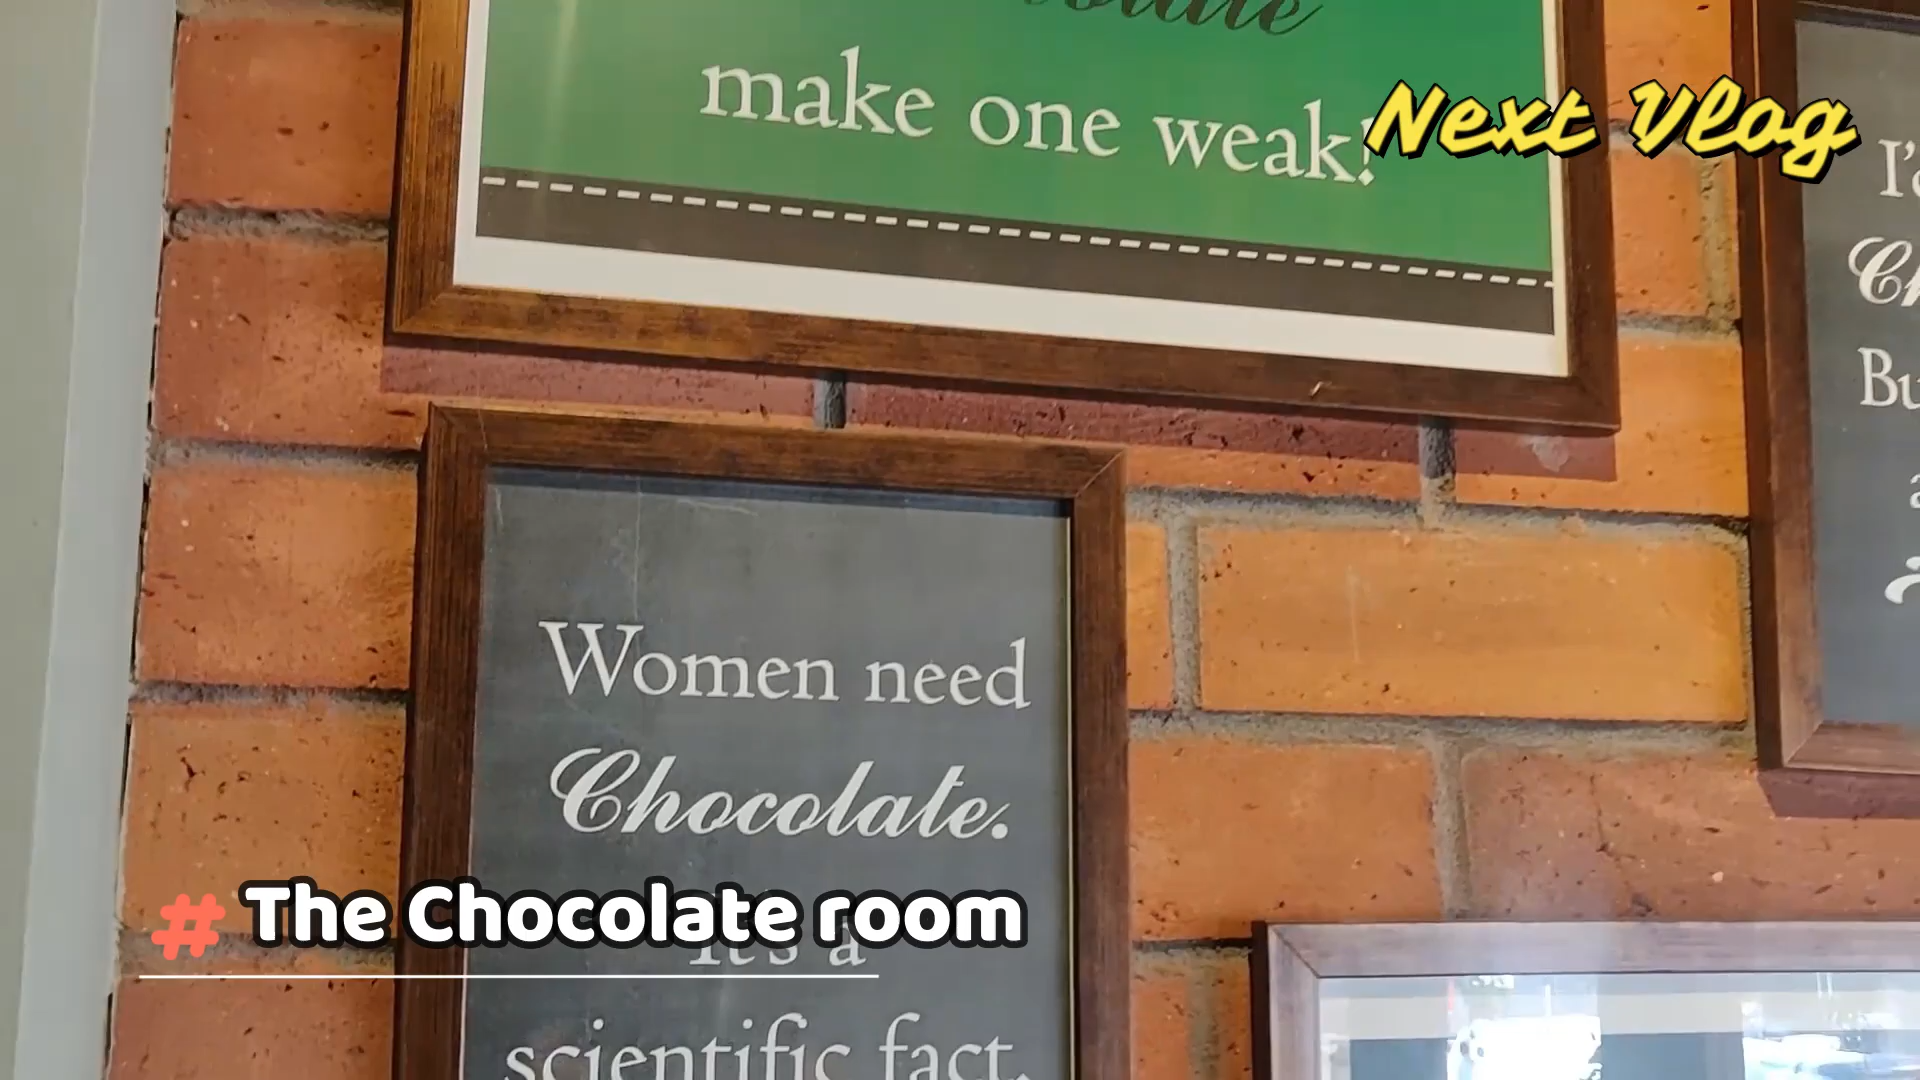 make one weak!
Next Vlog
Women need
Chocolate.
# The Chocolate room
it's a
scientific fact.